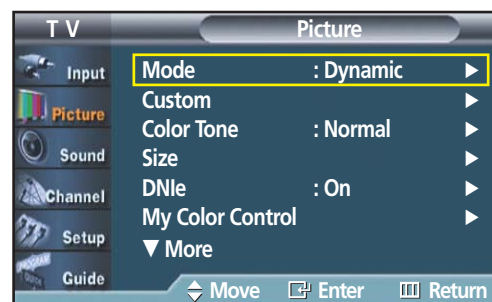 T V Picture
Input
Picture
Sound
Channel
Setup
Guide
Mode : Dynamic ▶
Custom ▶
Color Tone : Normal ▶
Size ▶
DNIe : On ▶
My Color Control ▶
▼ More
Move Enter Return